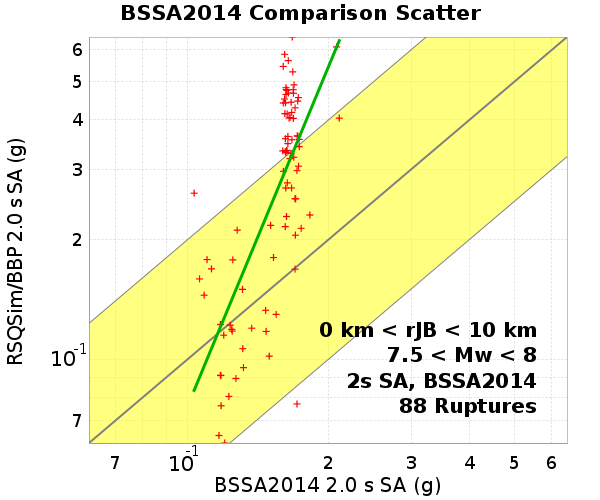 BSSA2014 Comparison Scatter
RSQSim/BBP 2.0 s SA (g)
6
5
4
3
2
10⁻¹
7
0 km < rJB < 10 km
7.5 < Mw < 8
2s SA, BSSA2014
88 Ruptures
7 10⁻¹ 2 3 4 5 6
BSSA2014 2.0 s SA (g)